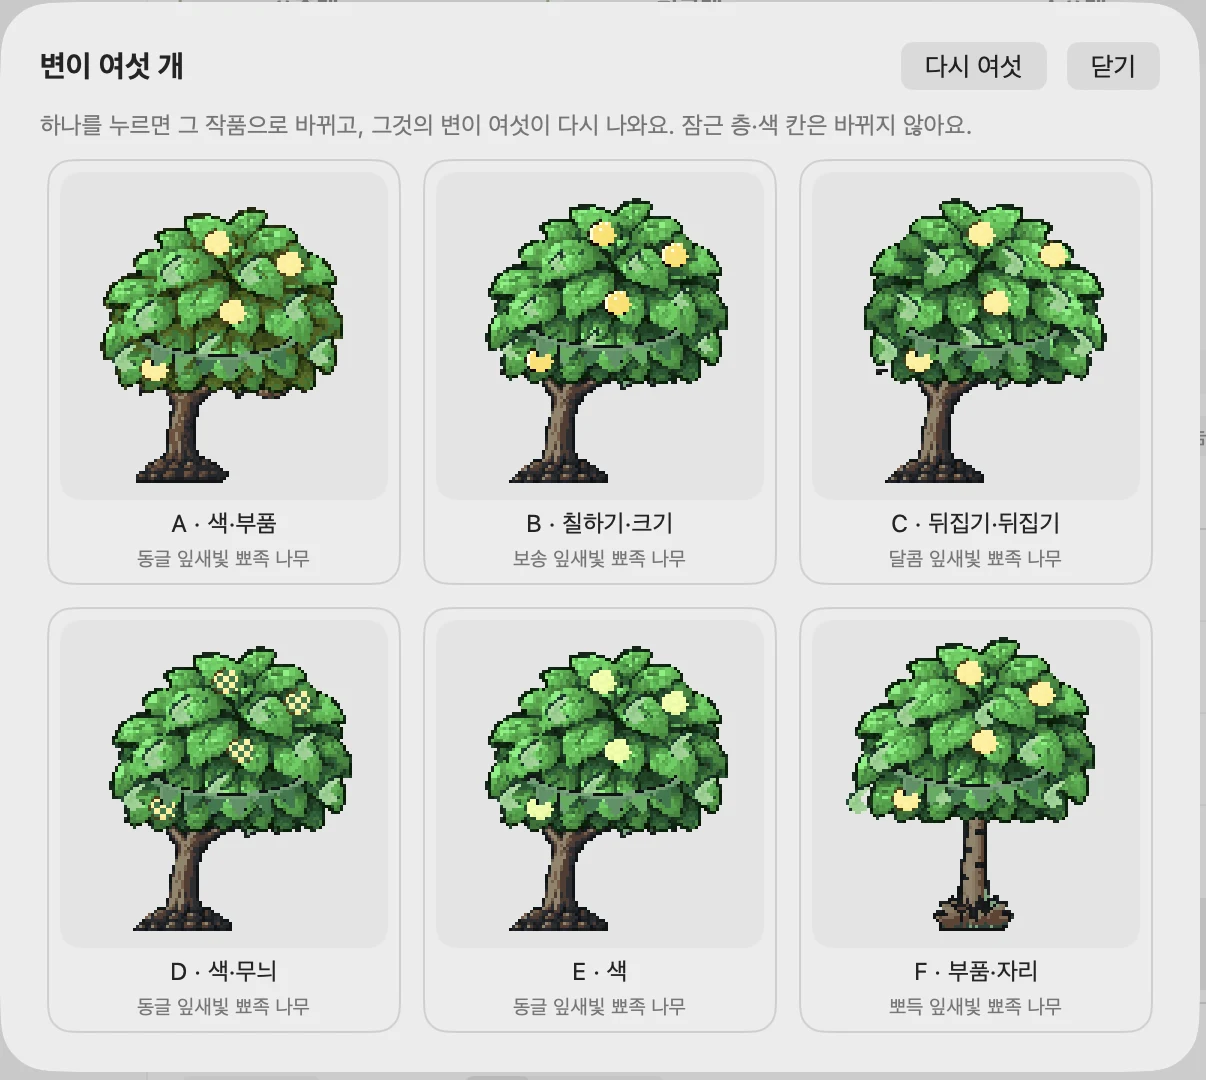 변이 여섯 개
다시 여섯
닫기
하나를 누르면 그 작품으로 바뀌고, 그것의 변이 여섯이 다시 나와요. 잠근 층·색 칸은 바뀌지 않아요.
A · 색·부품
동글 잎새빛 뾰족 나무
B · 칠하기·크기
보송 잎새빛 뾰족 나무
C · 뒤집기·뒤집기
달콤 잎새빛 뾰족 나무
D · 색·무늬
동글 잎새빛 뾰족 나무
E · 색
동글 잎새빛 뾰족 나무
F · 부품·자리
뽀득 잎새빛 뾰족 나무